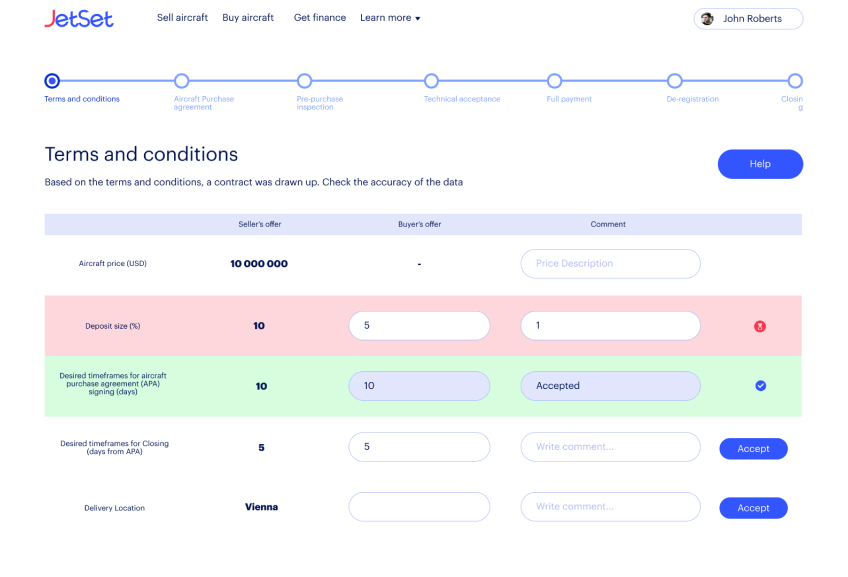 JetSet
Sell aircraft Buy aircraft Get finance Learn more
John Roberts
Terms and conditions
Aircraft Purchase
agreement
Pre-purchase
inspection
Technical acceptance
Full payment
De-registration
Closin
g
Terms and conditions
Help
Based on the terms and conditions, a contract was drawn up. Check the accuracy of the data
Seller's offer Buyer's offer Comment
Aircraft price (USD) 10 000 000 - Price Description
Deposit size (%) 10 5 1
Desired timeframes for aircraft
purchase agreement (APA)
signing (days)
10 10 Accepted
Desired timeframes for Closing
(days from APA)
5 5 Write comment... Accept
Delivery Location Vienna Write comment... Accept